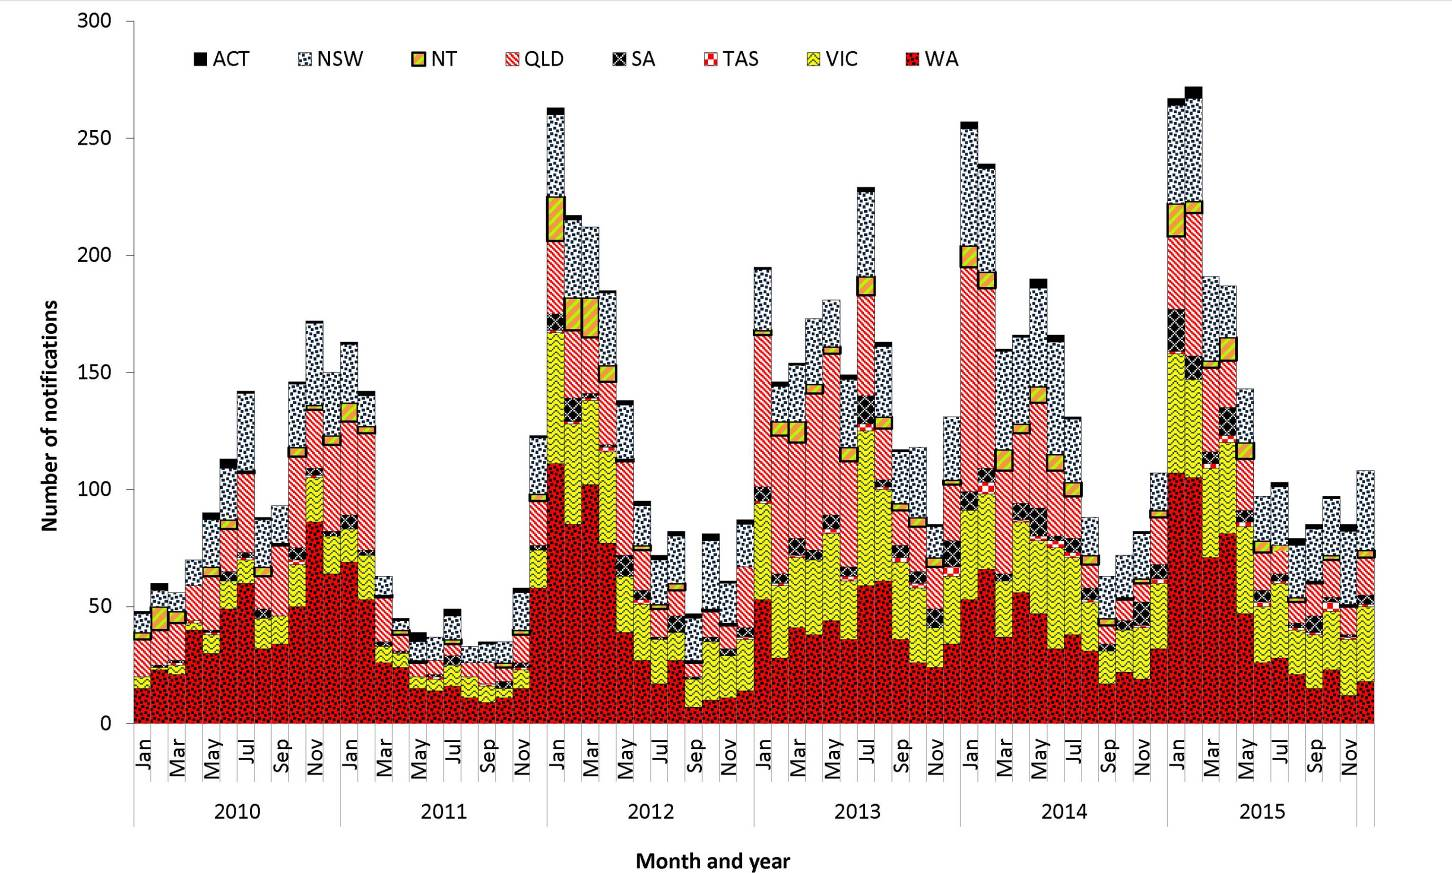 300
ACT NSW NT QLD SA TAS VIC WA
250
200
150
100
50
0
Number of notifications
Jan Mar May Jul Sep Nov Jan Mar May Jul Sep Nov Jan Mar May Jul Sep Nov Jan Mar May Jul Sep Nov Jan Mar May Jul Sep Nov Jan Mar May Jul Sep Nov
2010 2011 2012 2013 2014 2015
Month and year